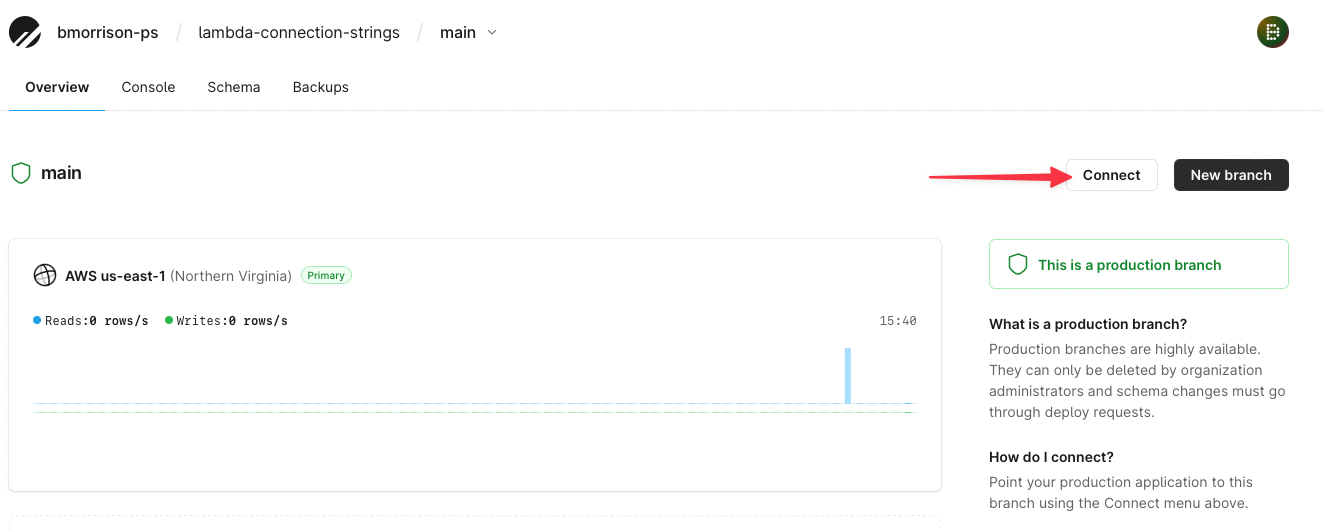 bmorrison-ps / lambda-connection-strings / main
Overview Console Schema Backups
main
Connect New branch
AWS us-east-1 (Northern Virginia) Primary
Reads:0 rows/s Writes:0 rows/s 15:40
This is a production branch
What is a production branch?
Production branches are highly available.
They can only be deleted by organization
administrators and schema changes must go
through deploy requests.
How do I connect?
Point your production application to this
branch using the Connect menu above.